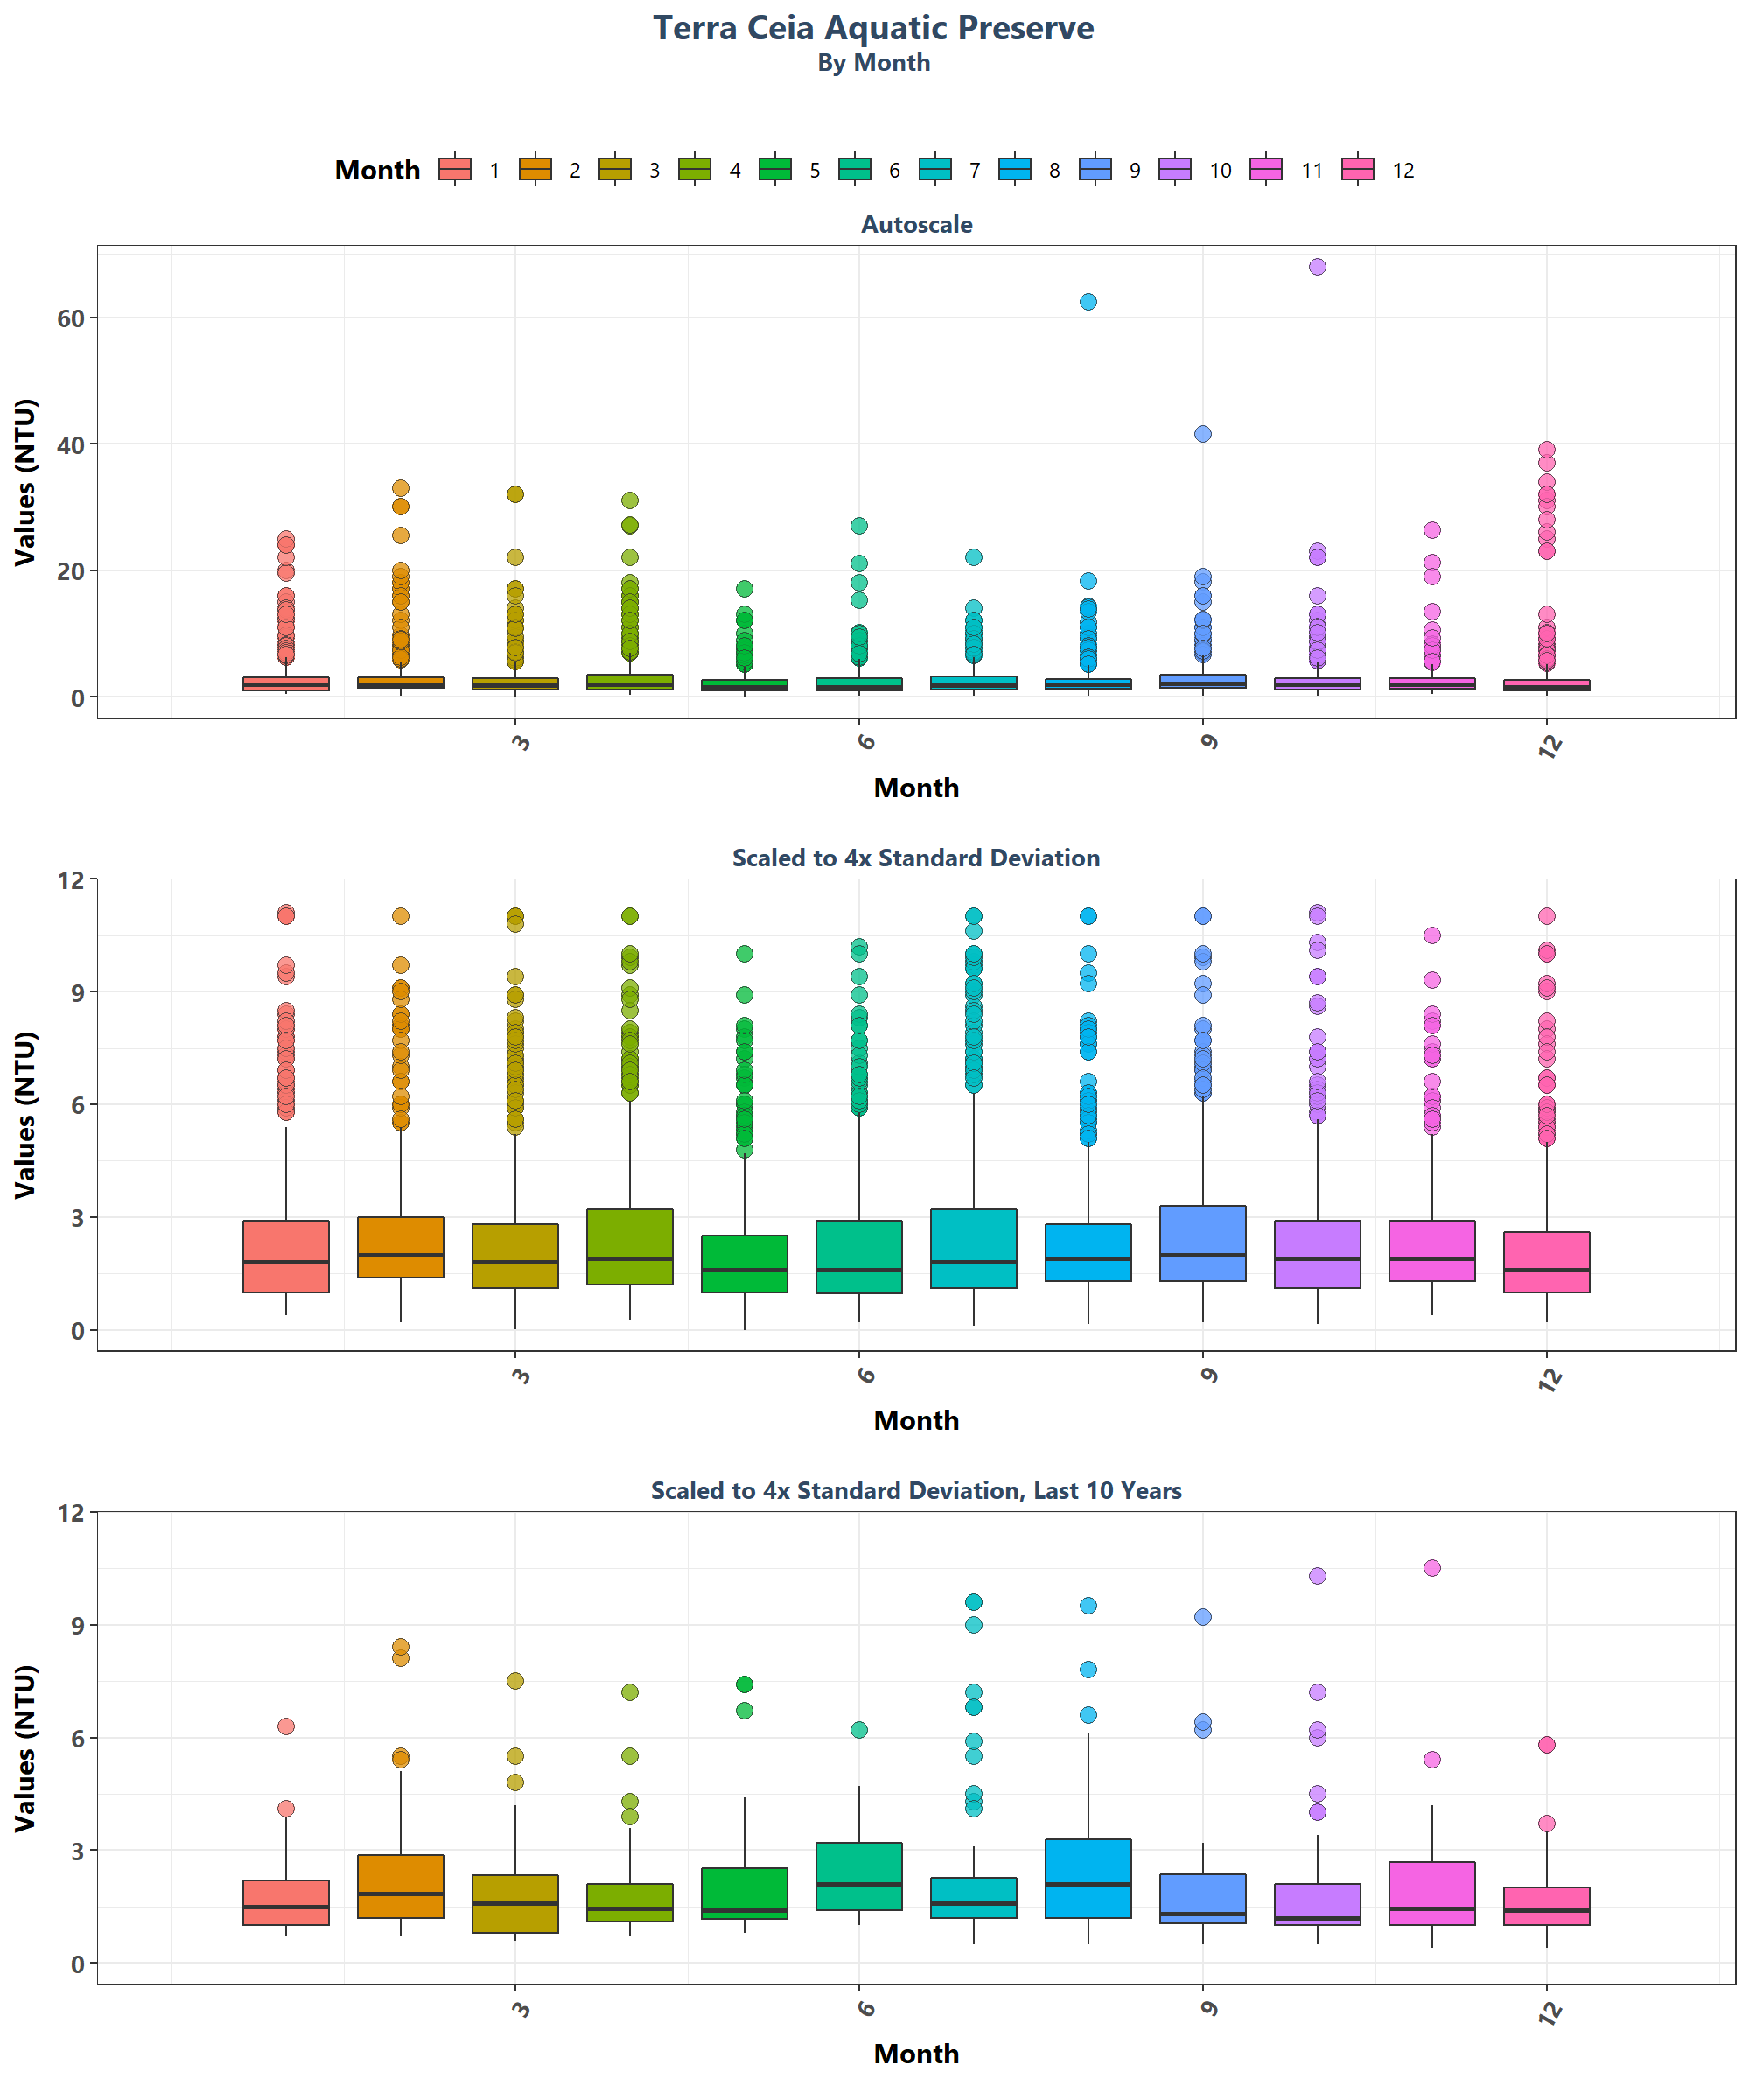 Terra Ceia Aquatic Preserve
By Month
Month 1 2 3 4 5 6 7 8 9 10 11 12
Autoscale
Values (NTU)
60
40
20
0
3 6 9 12
Month
Scaled to 4x Standard Deviation
Values (NTU)
12
9
6
3
0
3 6 9 12
Month
Scaled to 4x Standard Deviation, Last 10 Years
Values (NTU)
12
9
6
3
0
3 6 9 12
Month